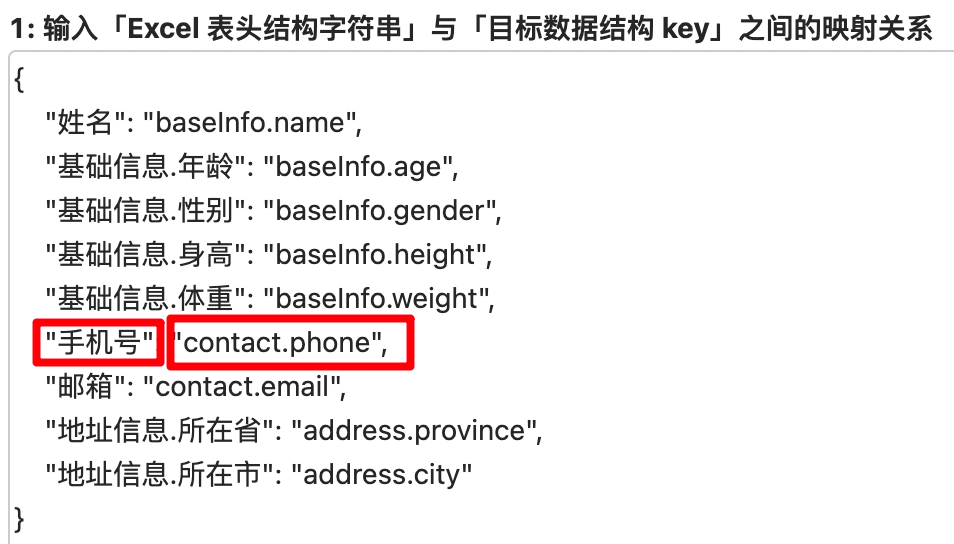 1: 输入「Excel 表头结构字符串」与「目标数据结构 key」之间的映射关系
{
"姓名": "baseInfo.name",
"基础信息.年龄": "baseInfo.age",
"基础信息.性别": "baseInfo.gender",
"基础信息.身高": "baseInfo.height",
"基础信息.体重": "baseInfo.weight",
"手机号" "contact.phone",
"邮箱": "contact.email",
"地址信息.所在省": "address.province",
"地址信息.所在市": "address.city"
}